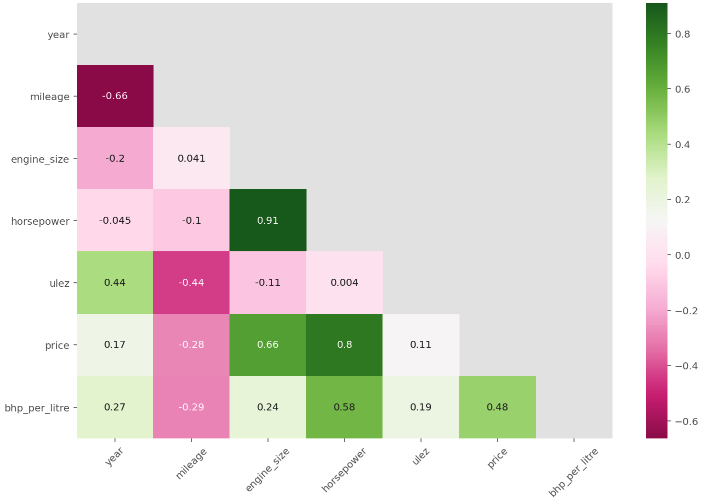 year
mileage -0.66
engine_size -0.2 0.041
horsepower -0.045 -0.1 0.91
ulez 0.44 -0.44 -0.11 0.004
price 0.17 -0.28 0.66 0.8 0.11
bhp_per_litre 0.27 -0.29 0.24 0.58 0.19 0.48
year mileage engine_size horsepower ulez price bhp_per_litre
0.8
0.6
0.4
0.2
0.0
−0.2
−0.4
−0.6